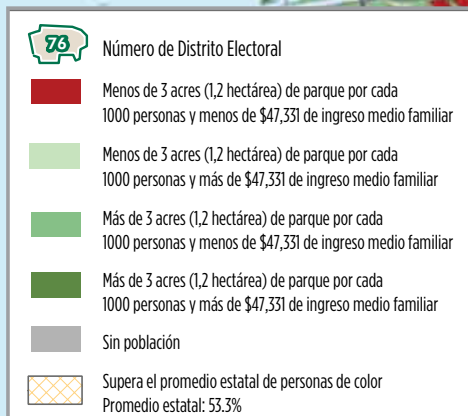 76 Número de Distrito Electoral
Menos de 3 acres (1,2 hectárea) de parque por cada
1000 personas y menos de $47,331 de ingreso medio familiar
Menos de 3 acres (1,2 hectárea) de parque por cada
1000 personas y más de $47,331 de ingreso medio familiar
Más de 3 acres (1,2 hectárea) de parque por cada
1000 personas y menos de $47,331 de ingreso medio familiar
Más de 3 acres (1,2 hectárea) de parque por cada
1000 personas y más de $47,331 de ingreso medio familiar
Sin población
Supera el promedio estatal de personas de color
Promedio estatal: 53.3%